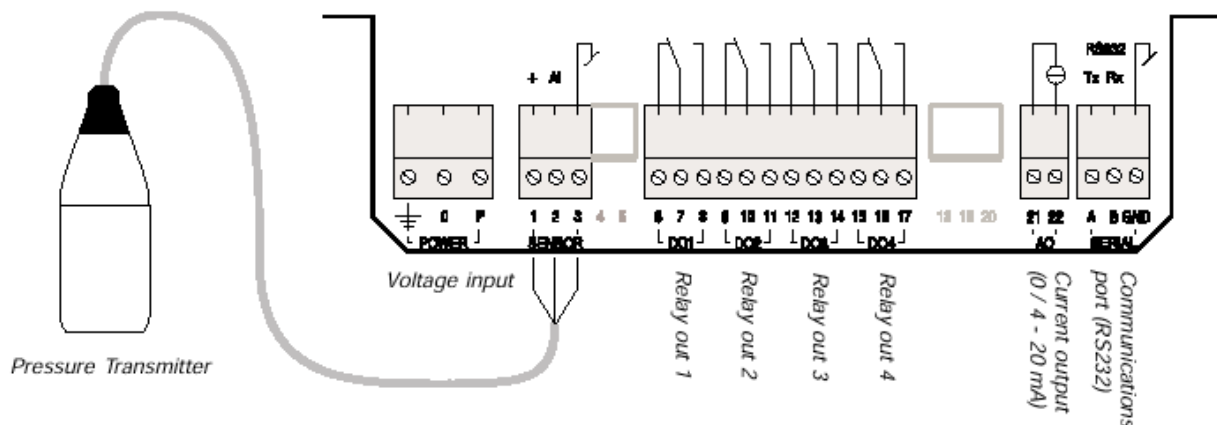 RS232
+ AI
Tx Rx
0 P 1 2 3 4 5 6 7 8 9 10 11 12 13 14 15 16 17 18 19 20 21 22 A B GND
POWER SENSOR DO1 DO2 DO3 DO4 AO SERIAL
Voltage input
Relay out 1
Relay out 2
Relay out 3
Relay out 4
Current output
(0 / 4 - 20 mA)
Communications
port (RS232)
Pressure Transmitter